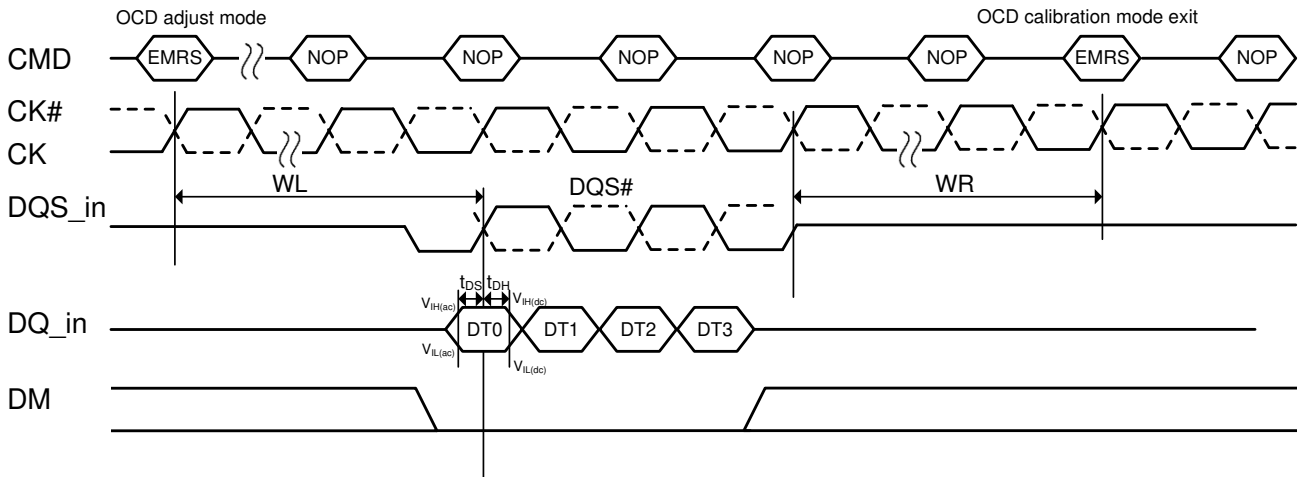 OCD adjust mode
OCD calibration mode exit
CMD
EMRS
NOP
NOP
NOP
NOP
NOP
EMRS
NOP
CK#
CK
WL
DQS#
WR
DQS_in
tDS
tDH
VIH(ac)
VIH(dc)
DQ_in
DT0
DT1
DT2
DT3
VIL(ac)
VIL(dc)
DM